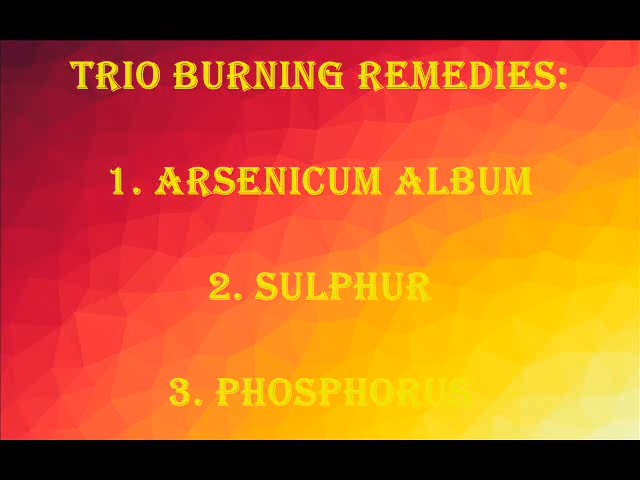 TRIO BURNING REMEDIES:
1. ARSENICUM ALBUM
2. SULPHUR
3. PHOSPHORUS